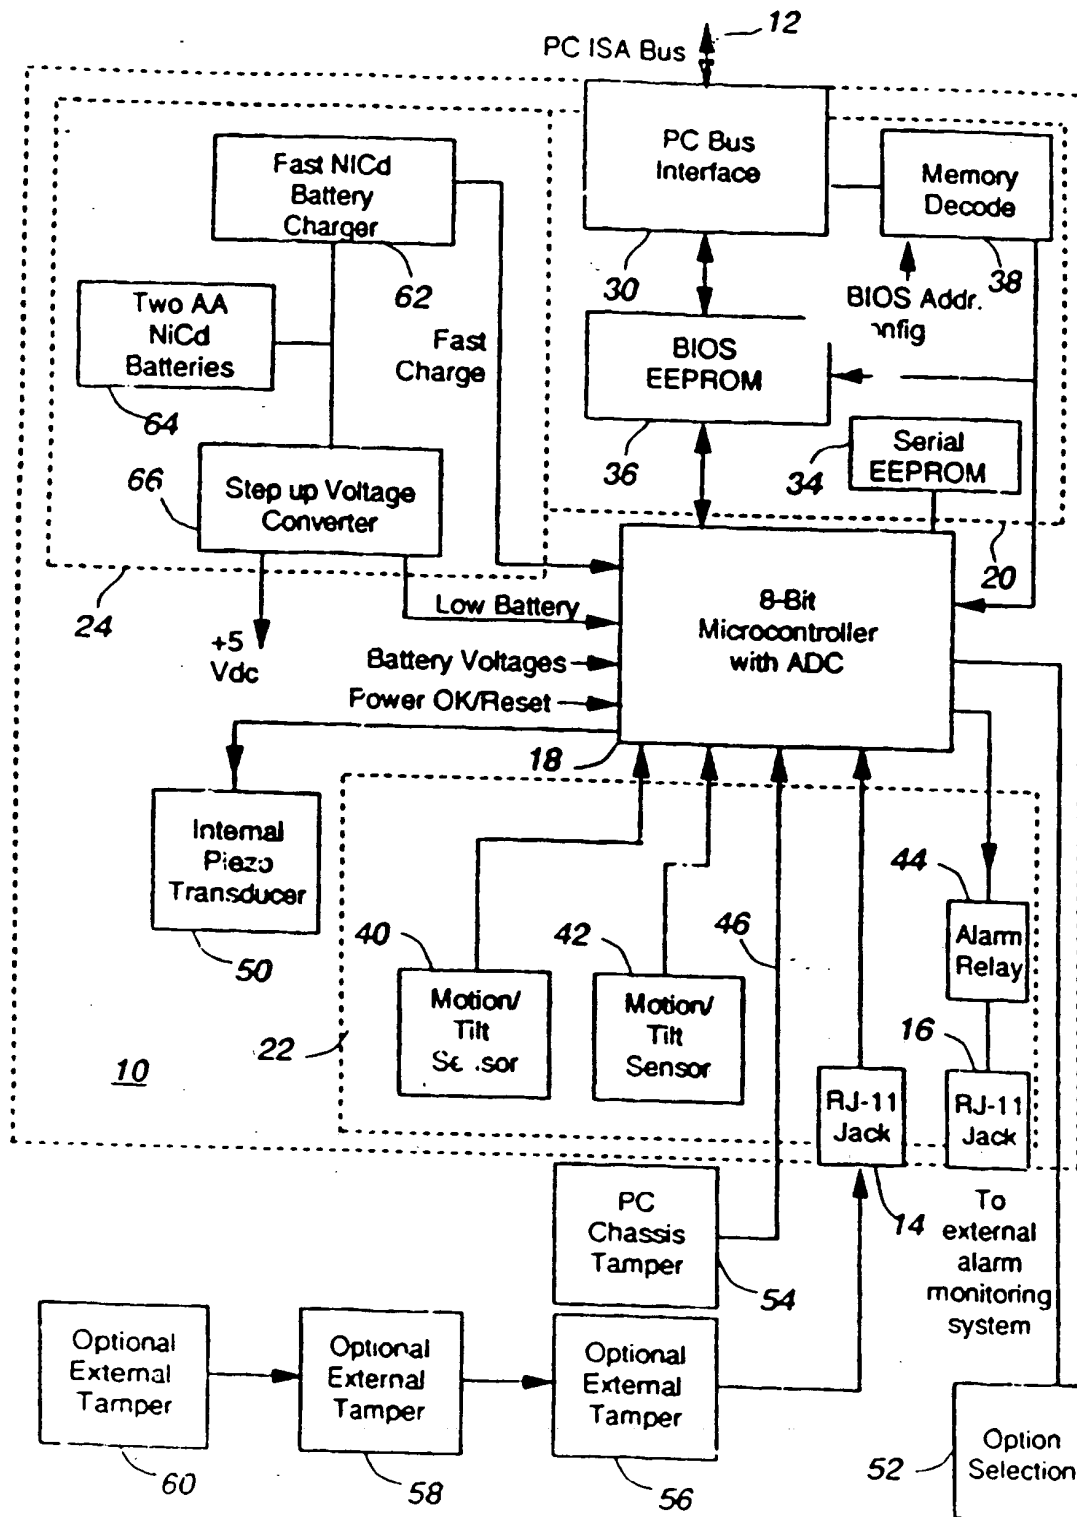 12
PC ISA Bus
Fast NICd
Battery
Charger
62
PC Bus
Interface
30
Memory
Decode
38
BIOS Addr.
Two AA
NiCd
Batteries
64
Fast
Charge
BIOS
EEPROM
36
Serial
EEPROM
34
66
Step up Voltage
Converter
20
24
+5
Vdc
Low Battery
Battery Voltages
Power OK/Reset
8-Bit
Microcontroller
with ADC
18
Internal
Piezo
Transducer
50
40
Motion/
Tilt
42
Motion/
Tilt
Sensor
46
44
Alarm
Relay
22
10
16
RJ-11
Jack
RJ-11
Jack
14
PC
Chassis
Tamper
54
To
external
alarm
monitoring
system
Optional
External
Tamper
60
Optional
External
Tamper
58
Optional
External
Tamper
56
52
Option
Selection